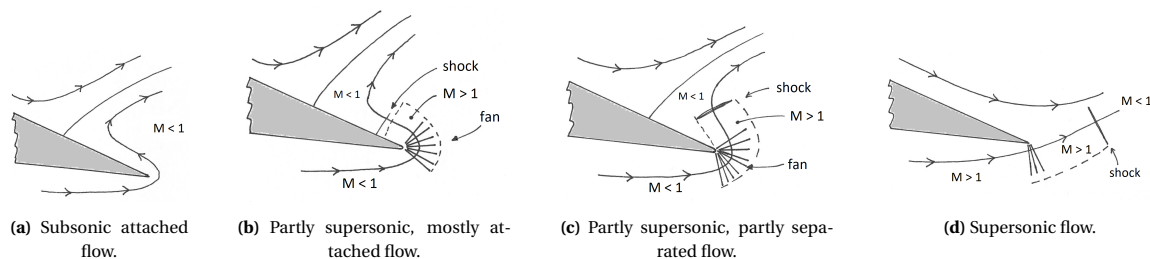 M < 1
(a) Subsonic attached
flow.
shock
M < 1
M > 1
fan
M < 1
(b) Partly supersonic, mostly at-
tached flow.
M < 1
shock
M > 1
fan
M < 1
(c) Partly supersonic, partly sepa-
rated flow.
M < 1
M > 1
M > 1
shock
(d) Supersonic flow.